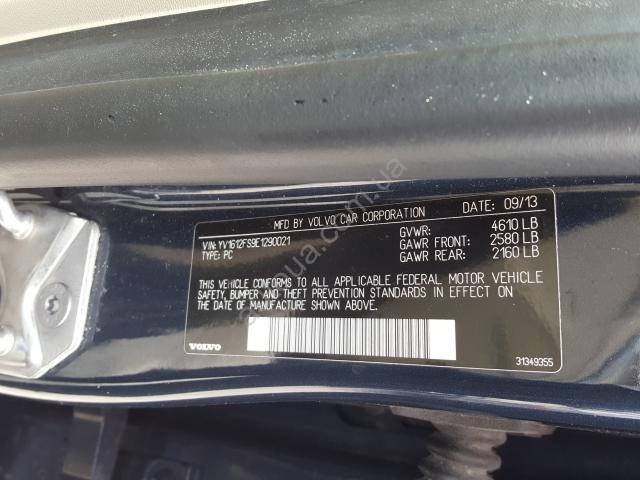 MFD BY VOLVO CAR CORPORATION DATE: 09/13
VIN: YV1612FS9E1290021 GVWR: 4610 LB
TYPE: PC GAWR FRONT: 2580 LB
GAWR REAR: 2160 LB
THIS VEHICLE CONFORMS TO ALL APPLICABLE FEDERAL MOTOR VEHICLE
SAFETY, BUMPER AND THEFT PREVENTION STANDARDS IN EFFECT ON
THE DATE OF MANUFACTURE SHOWN ABOVE.
VOLVO 31349355